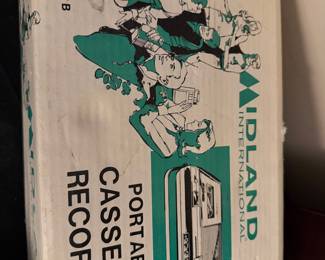 MIDLAND
INTERNATIONAL
PORTAB
CASSE
RECOR
B